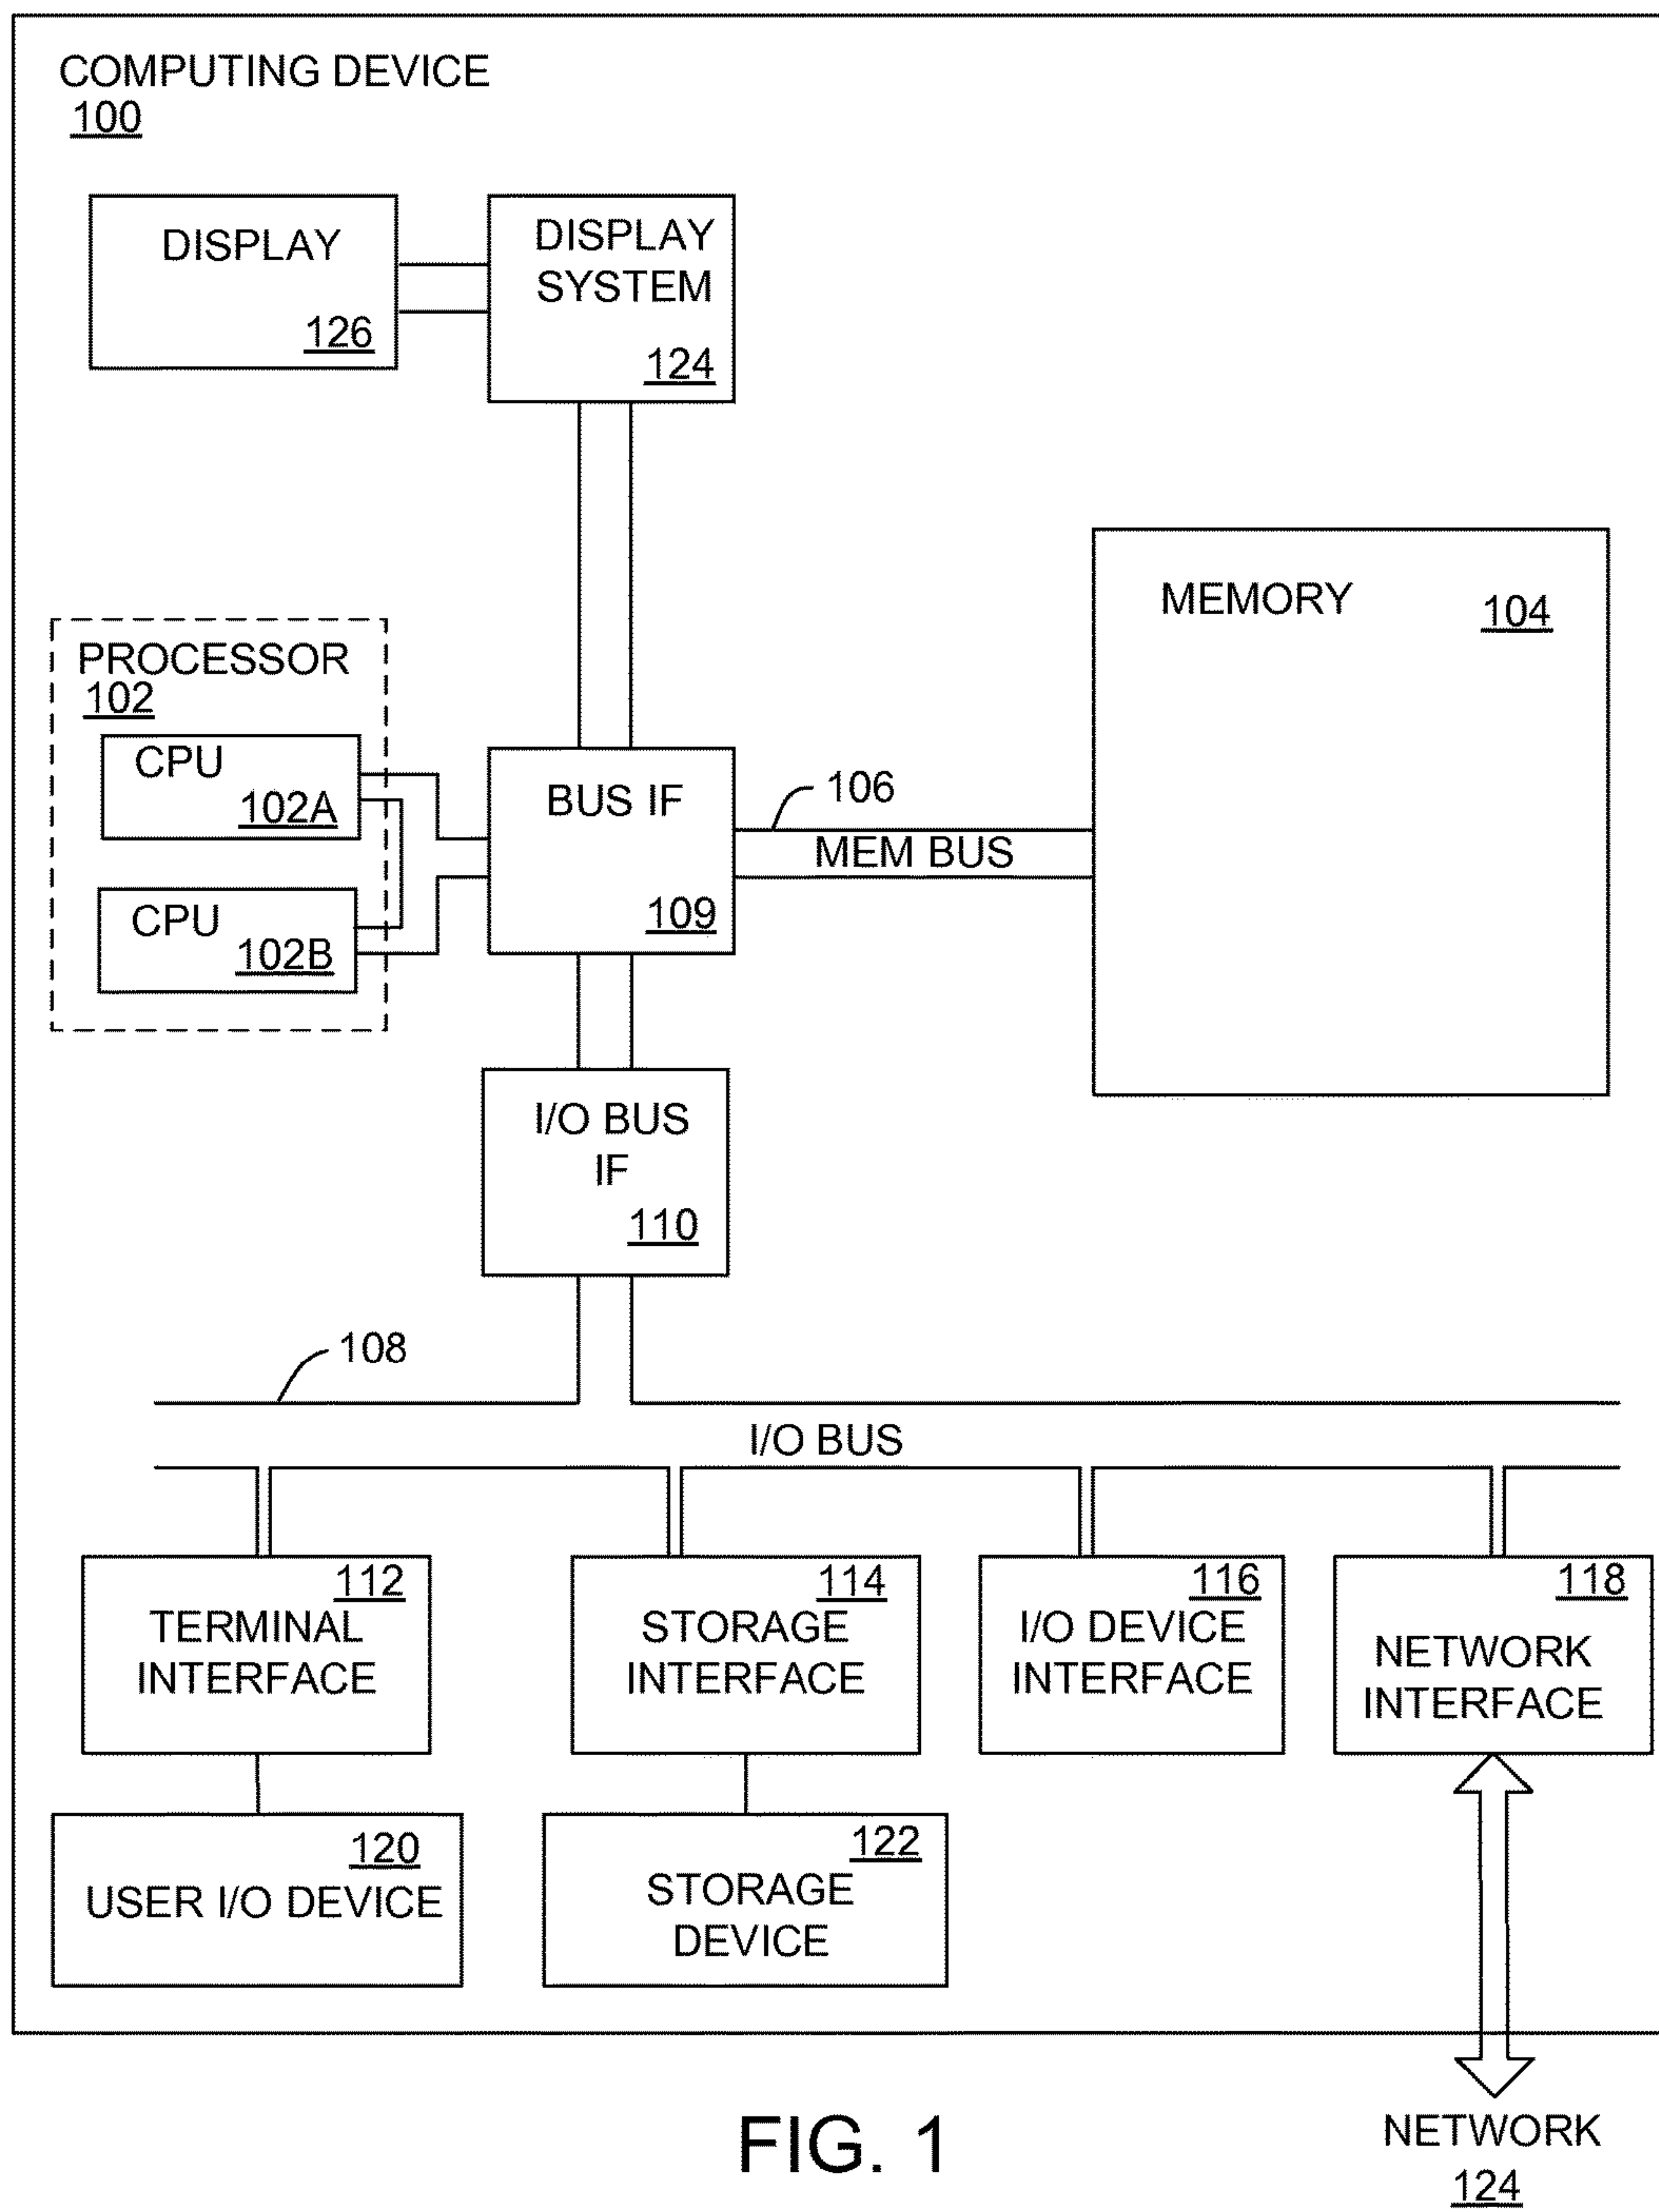 COMPUTING DEVICE
100
DISPLAY
126
DISPLAY
SYSTEM
124
MEMORY
104
PROCESSOR
102
CPU
102A
CPU
102B
BUS IF
109
106
MEM BUS
I/O BUS
IF
110
108
I/O BUS
112
TERMINAL
INTERFACE
114
STORAGE
INTERFACE
116
I/O DEVICE
INTERFACE
118
NETWORK
INTERFACE
120
USER I/O DEVICE
122
STORAGE
DEVICE
FIG. 1
NETWORK
124